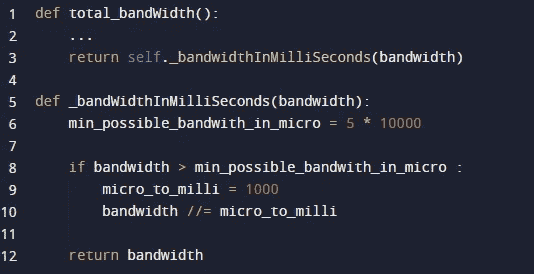 1 def total_bandWidth():
2     ...
3     return self._bandwidthInMilliSeconds(bandwidth)
4
5 def _bandWidthInMilliSeconds(bandwidth):
6     min_possible_bandwith_in_micro = 5 * 10000
7
8     if bandwidth > min_possible_bandwith_in_micro :
9         micro_to_milli = 1000
10         bandwidth //= micro_to_milli
11
12     return bandwidth